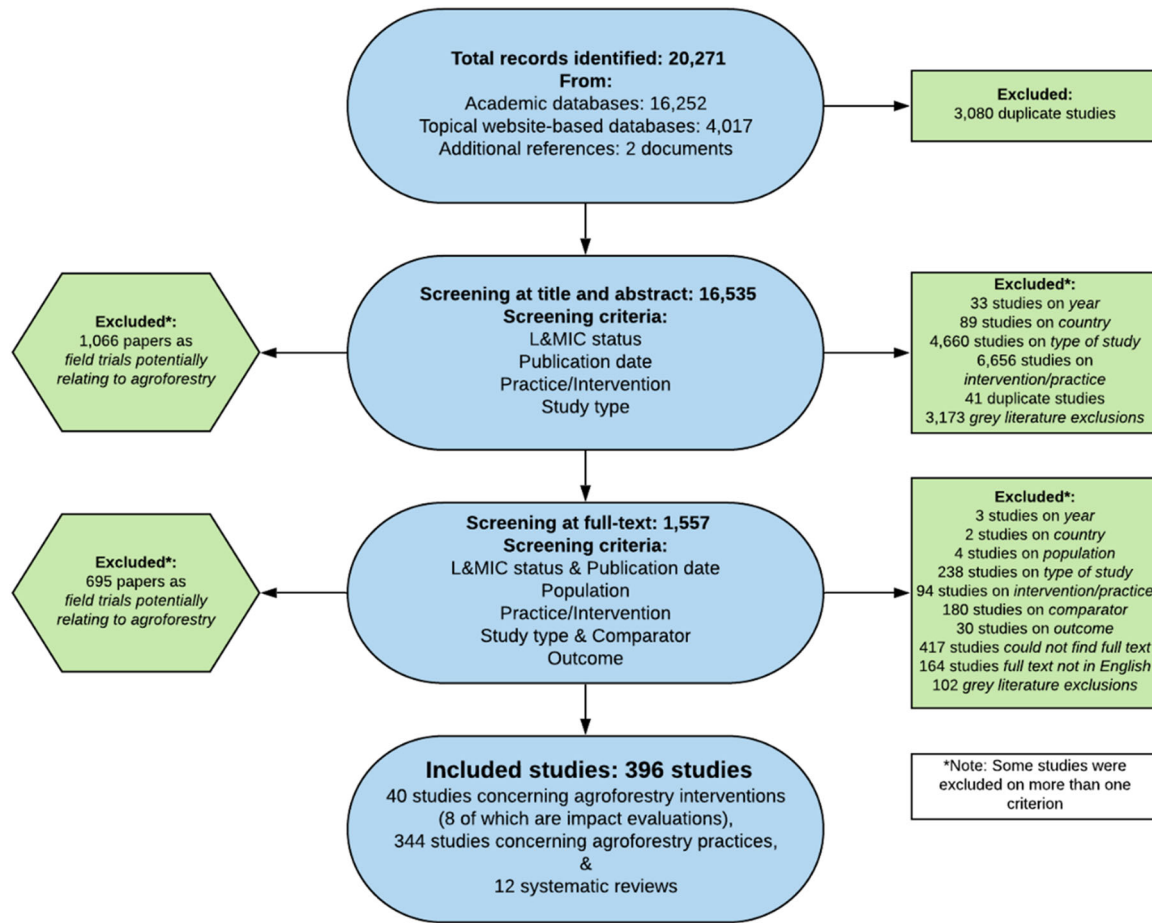 Total records identified: 20,271
From:
Academic databases: 16,252
Topical website-based databases: 4,017
Additional references: 2 documents
Excluded:
3,080 duplicate studies
Excluded*:
1,066 papers as
field trials potentially
relating to agroforestry
Screening at title and abstract: 16,535
Screening criteria:
L&MIC status
Publication date
Practice/Intervention
Study type
Excluded*:
33 studies on year
89 studies on country
4,660 studies on type of study
6,656 studies on
intervention/practice
41 duplicate studies
3,173 grey literature exclusions
Excluded*:
695 papers as
field trials potentially
relating to agroforestry
Screening at full-text: 1,557
Screening criteria:
L&MIC status & Publication date
Population
Practice/Intervention
Study type & Comparator
Outcome
Excluded*:
3 studies on year
2 studies on country
4 studies on population
238 studies on type of study
94 studies on intervention/practice
180 studies on comparator
30 studies on outcome
417 studies could not find full text
164 studies full text not in English
102 grey literature exclusions
Included studies: 396 studies
40 studies concerning agroforestry interventions
(8 of which are impact evaluations),
344 studies concerning agroforestry practices,
&
12 systematic reviews
*Note: Some studies were
excluded on more than one
criterion